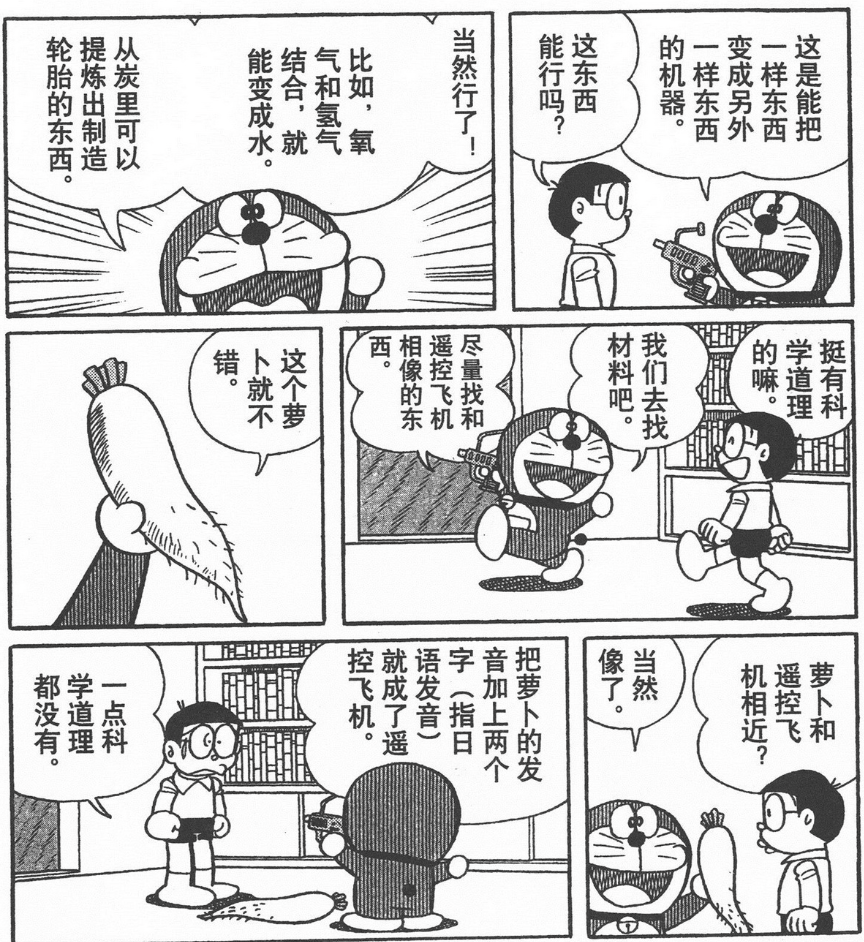 这是能把
一样东西
变成另外
一样东西
的机器。
这东西
能行吗？
当然行了！
比如，氧
气和氢气
结合，就
能变成水。
从炭里可以
提炼出制造
轮胎的东西。
挺有科
学道理
的嘛。
我们去找
材料吧。
尽量找和
遥控飞机
相像的东
西。
这个萝
卜就不
错。
萝卜和
遥控飞
机相近？
当然
像了。
把萝卜的发
音加上两个
字（指日
语发音）
就成了遥
控飞机。
一点科
学道理
都没有。